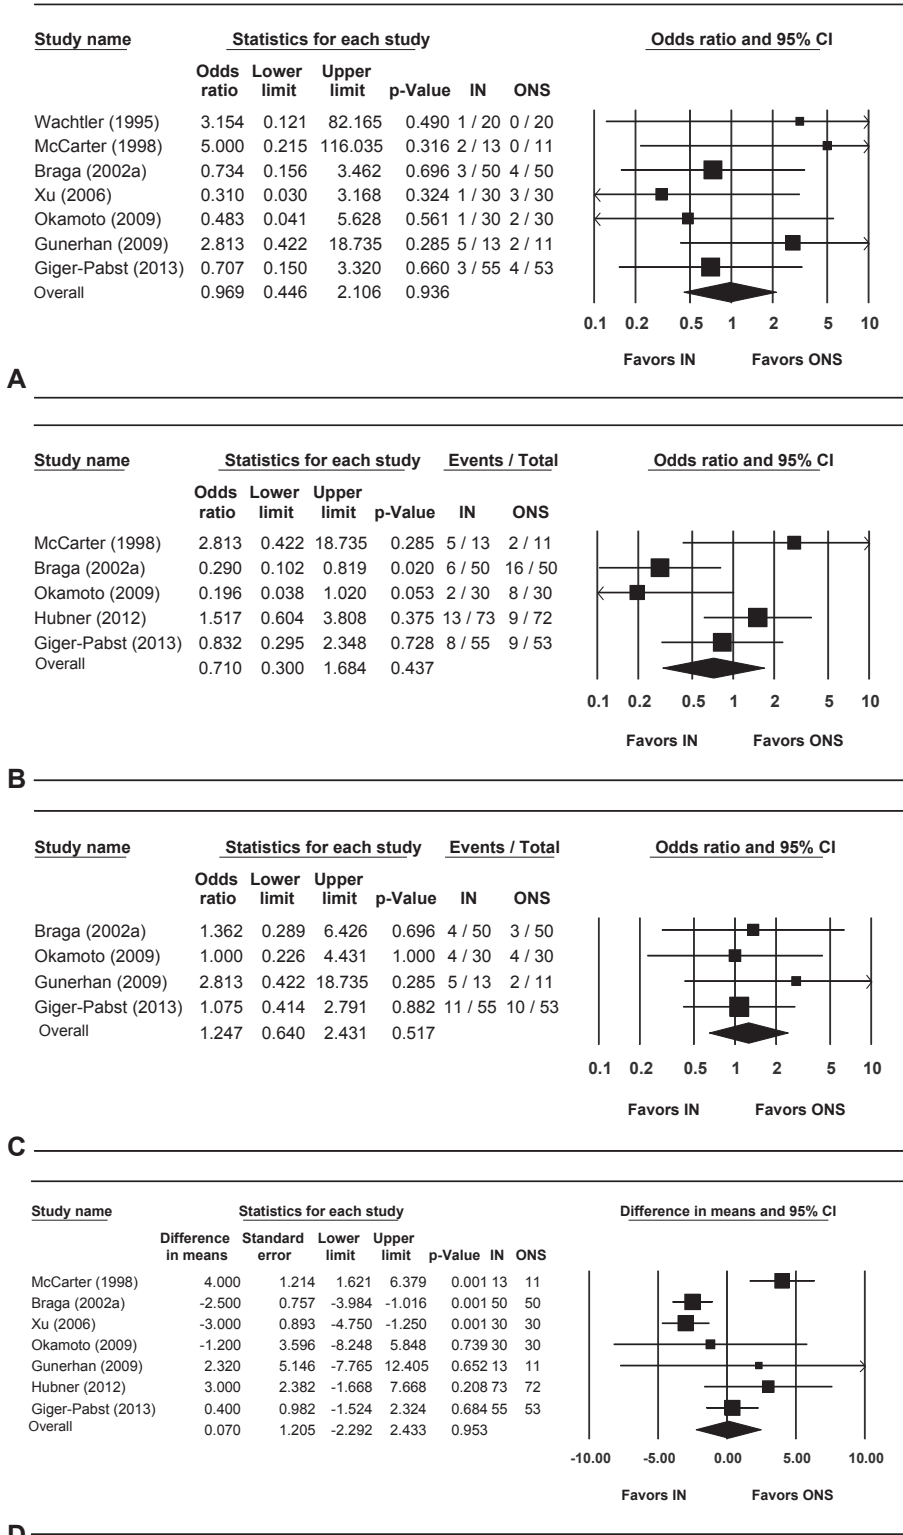 Study name Statistics for each study Odds ratio and 95% CI
Odds Lower Upper
ratio limit limit p-Value IN ONS
Wachtler (1995) 3.154 0.121 82.165 0.490 1 / 20 0 / 20
McCarter (1998) 5.000 0.215 116.035 0.316 2 / 13 0 / 11
Braga (2002a) 0.734 0.156 3.462 0.696 3 / 50 4 / 50
Xu (2006) 0.310 0.030 3.168 0.324 1 / 30 3 / 30
Okamoto (2009) 0.483 0.041 5.628 0.561 1 / 30 2 / 30
Gunerhan (2009) 2.813 0.422 18.735 0.285 5 / 13 2 / 11
Giger-Pabst (2013) 0.707 0.150 3.320 0.660 3 / 55 4 / 53
Overall 0.969 0.446 2.106 0.936
0.1 0.2 0.5 1 2 5 10
Favors IN Favors ONS
A
Study name Statistics for each study Events / Total Odds ratio and 95% CI
Odds Lower Upper
ratio limit limit p-Value IN ONS
McCarter (1998) 2.813 0.422 18.735 0.285 5 / 13 2 / 11
Braga (2002a) 0.290 0.102 0.819 0.020 6 / 50 16 / 50
Okamoto (2009) 0.196 0.038 1.020 0.053 2 / 30 8 / 30
Hubner (2012) 1.517 0.604 3.808 0.375 13 / 73 9 / 72
Giger-Pabst (2013) 0.832 0.295 2.348 0.728 8 / 55 9 / 53
Overall 0.710 0.300 1.684 0.437
0.1 0.2 0.5 1 2 5 10
Favors IN Favors ONS
B
Study name Statistics for each study Events / Total Odds ratio and 95% CI
Odds Lower Upper
ratio limit limit p-Value IN ONS
Braga (2002a) 1.362 0.289 6.426 0.696 4 / 50 3 / 50
Okamoto (2009) 1.000 0.226 4.431 1.000 4 / 30 4 / 30
Gunerhan (2009) 2.813 0.422 18.735 0.285 5 / 13 2 / 11
Giger-Pabst (2013) 1.075 0.414 2.791 0.882 11 / 55 10 / 53
Overall 1.247 0.640 2.431 0.517
0.1 0.2 0.5 1 2 5 10
Favors IN Favors ONS
C
Study name Statistics for each study Difference in means and 95% CI
Difference Standard Lower Upper
in means error limit limit p-Value IN ONS
McCarter (1998) 4.000 1.214 1.621 6.379 0.001 13 11
Braga (2002a) -2.500 0.757 -3.984 -1.016 0.001 50 50
Xu (2006) -3.000 0.893 -4.750 -1.250 0.001 30 30
Okamoto (2009) -1.200 3.596 -8.248 5.848 0.739 30 30
Gunerhan (2009) 2.320 5.146 -7.765 12.405 0.652 13 11
Hubner (2012) 3.000 2.382 -1.668 7.668 0.208 73 72
Giger-Pabst (2013) 0.400 0.982 -1.524 2.324 0.684 55 53
Overall 0.070 1.205 -2.292 2.433 0.953
-10.00 -5.00 0.00 5.00 10.00
Favors IN Favors ONS
D